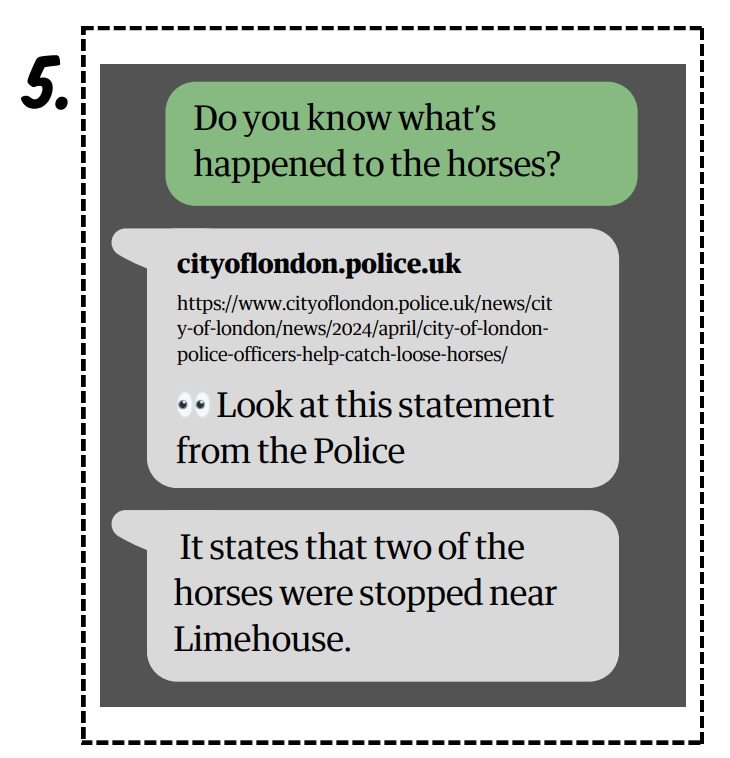 5.
Do you know what's
happened to the horses?
cityoflondon.police.uk
https://www.cityoflondon.police.uk/news/cit
y-of-london/news/2024/april/city-of-london-
police-officers-help-catch-loose-horses/
👀 Look at this statement
from the Police
It states that two of the
horses were stopped near
Limehouse.